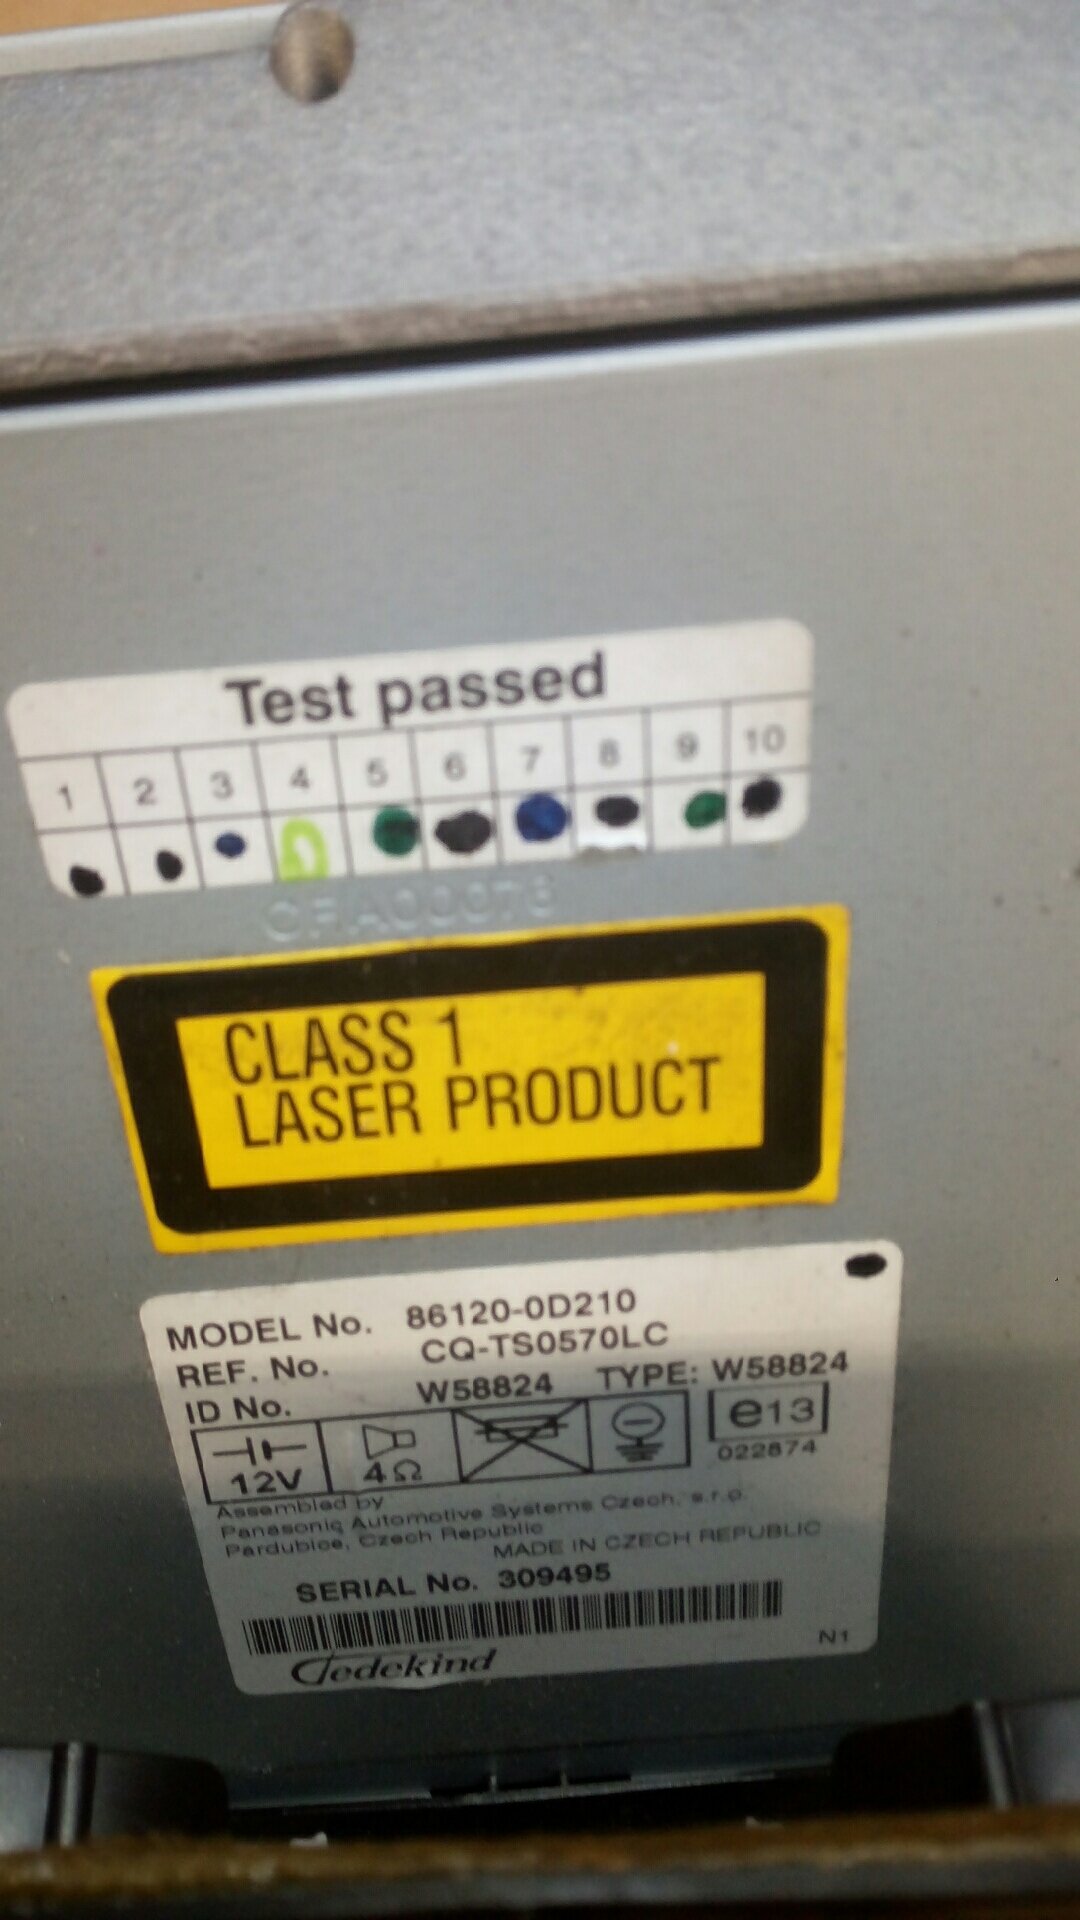 Test passed
1 2 3 4 5 6 7 8 9 10
CLASS 1
LASER PRODUCT
MODEL No. 86120-0D210
REF. No. CQ-TS0570LC
ID No. W58824 TYPE: W58824
12V 4Ω e13
022874
Assembled by
Panasonic Automotive Systems Czech, s.r.o.
Pardubice, Czech Republic
MADE IN CZECH REPUBLIC
SERIAL No. 309495
N1